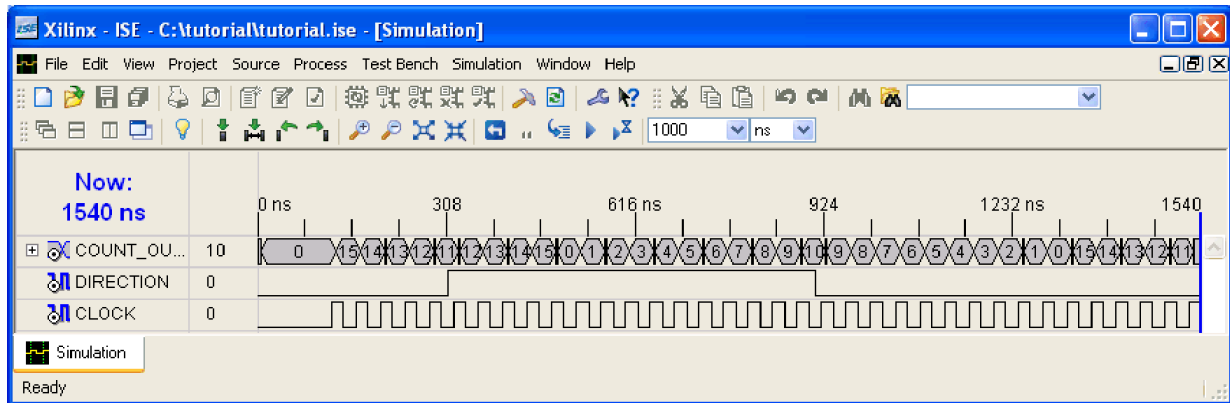 Xilinx - ISE - C:\tutorial\tutorial.ise - [Simulation]
File Edit View Project Source Process Test Bench Simulation Window Help
1000 ns
Now:
1540 ns
0 ns 308 616 ns 924 1232 ns 1540
COUNT_OU... 10 0 15 14 13 12 11 12 13 14 15 0 1 2 3 4 5 6 7 8 9 10 9 8 7 6 5 4 3 2 1 0 15 14 13 12 11
DIRECTION 0
CLOCK 0
Simulation
Ready